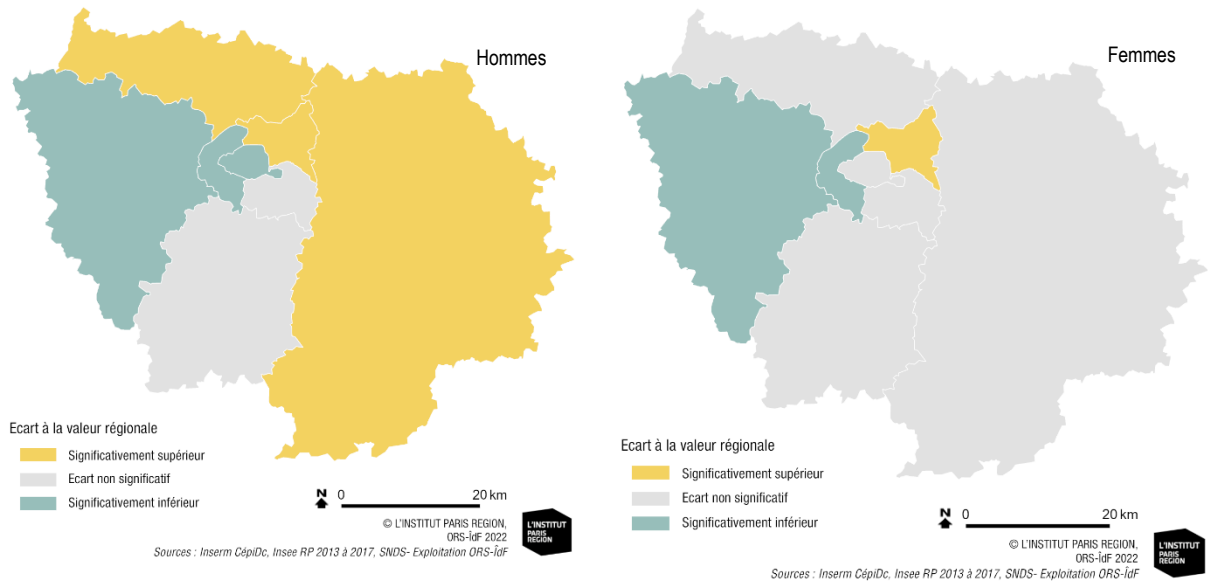 Hommes
Ecart à la valeur régionale
Significativement supérieur
Ecart non significatif
Significativement inférieur
N 0 20 km
© L'INSTITUT PARIS REGION,
ORS-ÎdF 2022
L'INSTITUT
PARIS
REGION
Sources : Inserm CépiDc, Insee RP 2013 à 2017, SNDS- Exploitation ORS-ÎdF
Femmes
Ecart à la valeur régionale
Significativement supérieur
Ecart non significatif
Significativement inférieur
N 0 20 km
© L'INSTITUT PARIS REGION,
ORS-ÎdF 2022
L'INSTITUT
PARIS
REGION
Sources : Inserm CépiDc, Insee RP 2013 à 2017, SNDS- Exploitation ORS-ÎdF